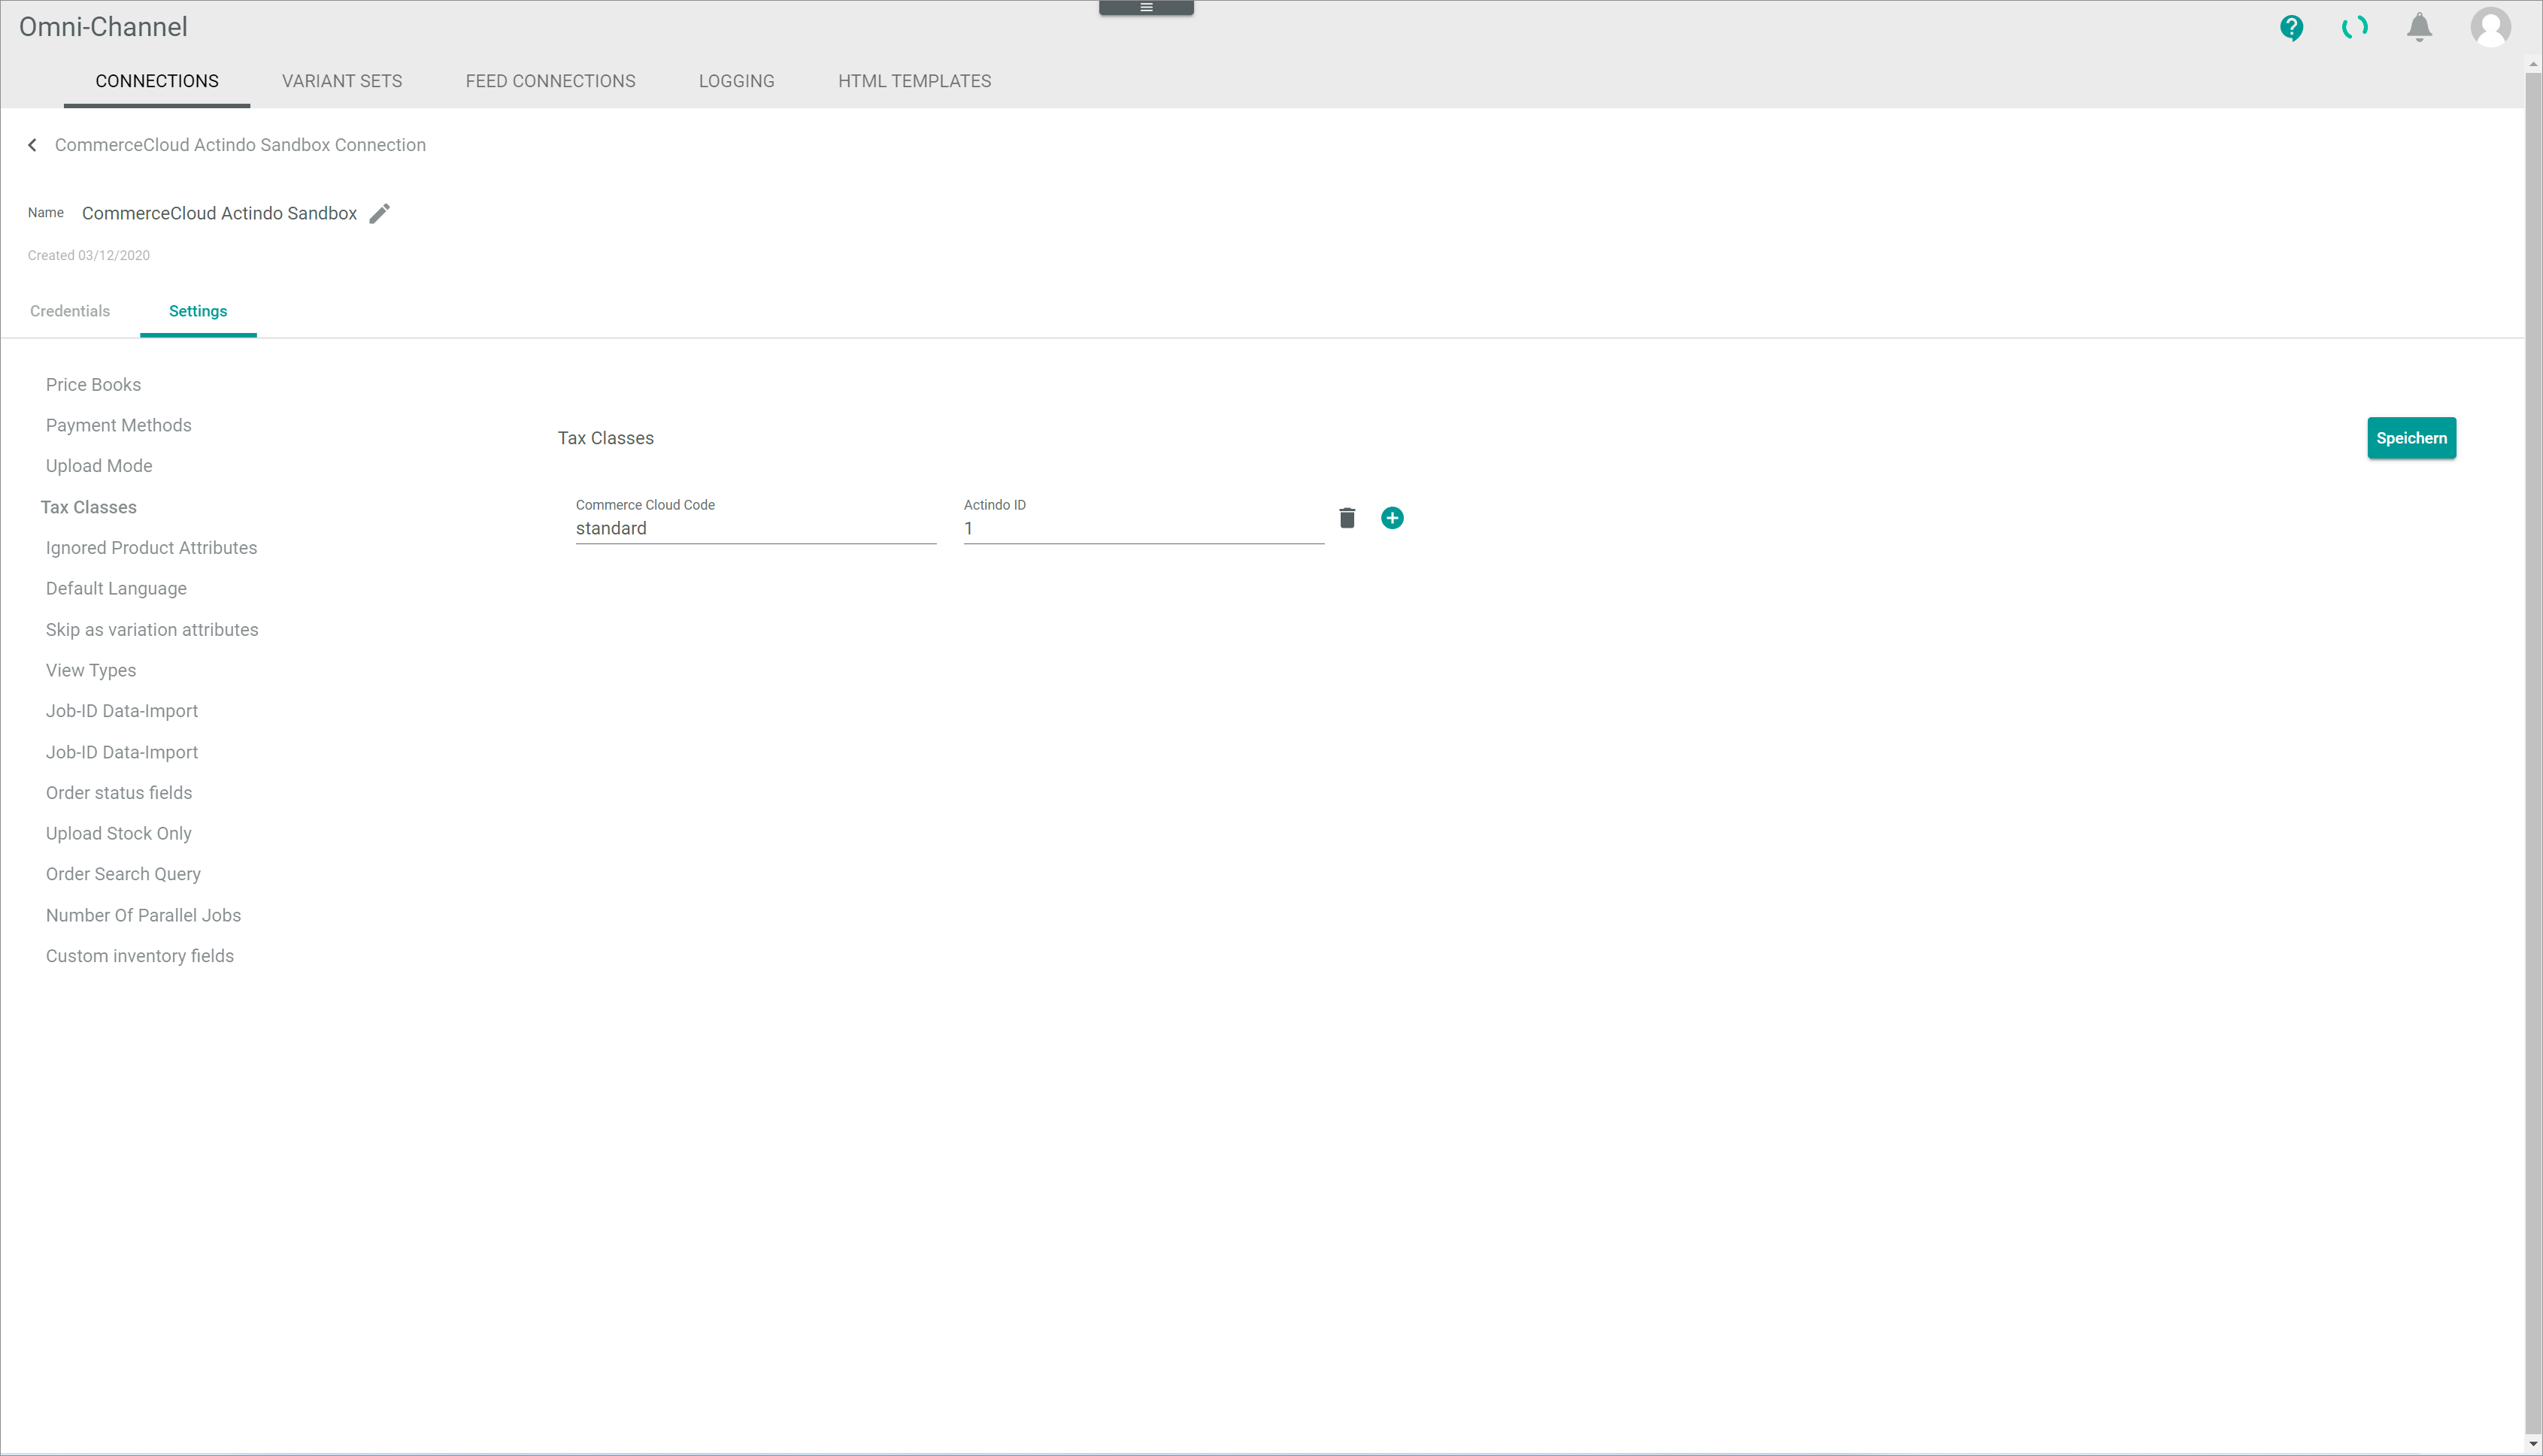 Omni-Channel
CONNECTIONS VARIANT SETS FEED CONNECTIONS LOGGING HTML TEMPLATES
CommerceCloud Actindo Sandbox Connection
Name CommerceCloud Actindo Sandbox
Created 03/12/2020
Credentials Settings
Price Books
Payment Methods
Upload Mode
Tax Classes
Ignored Product Attributes
Default Language
Skip as variation attributes
View Types
Job-ID Data-Import
Job-ID Data-Import
Order status fields
Upload Stock Only
Order Search Query
Number Of Parallel Jobs
Custom inventory fields
Tax Classes
Speichern
Commerce Cloud Code Actindo ID
standard 1